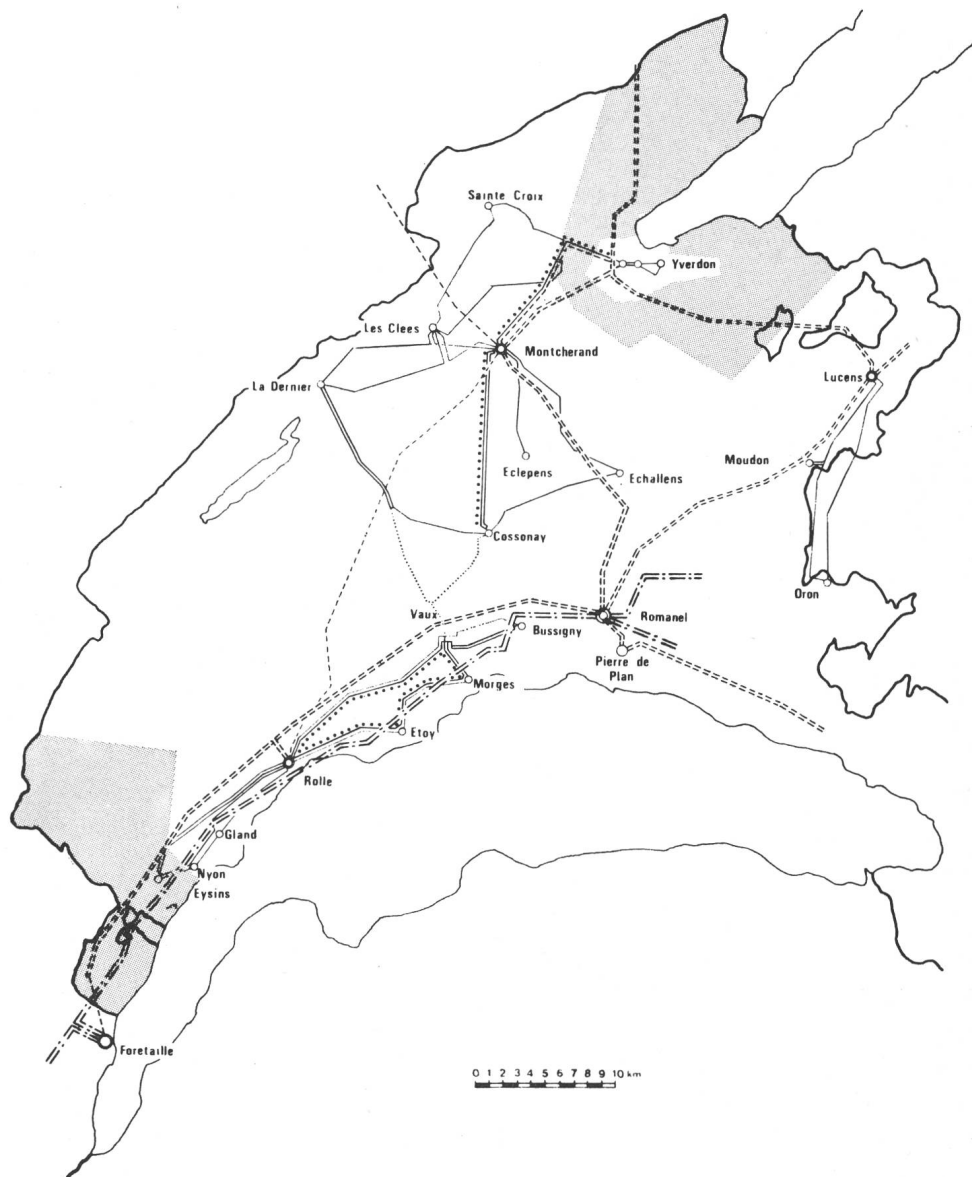 Sainte Croix
Yverdon
Les Clees
Montcherand
La Dernier
Lucens
Eclepens
Echallens
Moudon
Cossonay
Oron
Vaux
Bussigny
Romanel
Pierre de
Plan
Morges
Etoy
Rolle
Gland
Nyon
Eysins
Foretaille
0 1 2 3 4 5 6 7 8 9 10 km